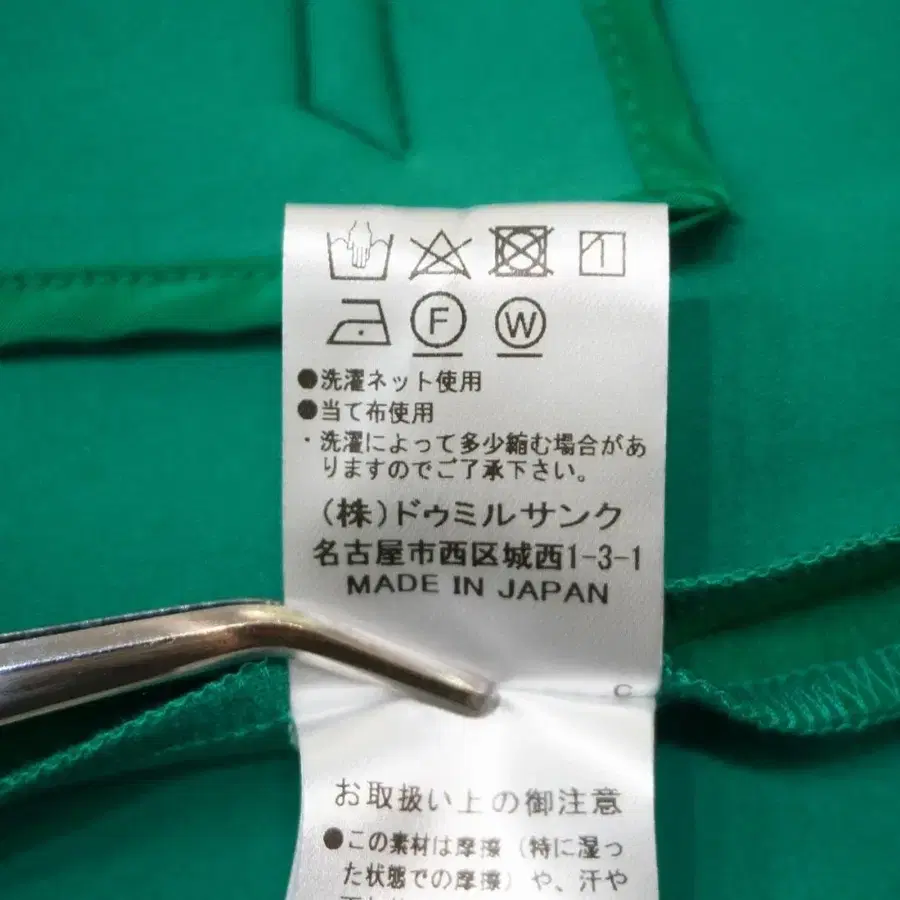 F W
●洗濯ネット使用
●当て布使用
・洗濯によって多少縮む場合があ
りますのでご了承下さい。
(株)ドゥミルサンク
名古屋市西区城西1-3-1
MADE IN JAPAN
C
お取扱い上の御注意
●この素材は摩擦(特に湿っ
た状態での摩擦)や、汗や